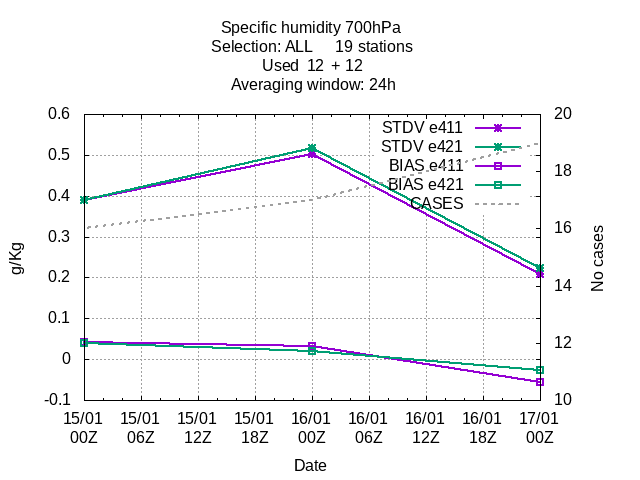 Specific humidity 700hPa
Selection: ALL 19 stations
Used 12 + 12
Averaging window: 24h
0.6
0.5
0.4
0.3
0.2
0.1
0
-0.1
g/Kg
20
18
16
14
12
10
No cases
STDV e411
STDV e421
BIAS e411
BIAS e421
CASES
15/01 15/01 15/01 15/01 16/01 16/01 16/01 16/01 17/01
00Z 06Z 12Z 18Z 00Z 06Z 12Z 18Z 00Z
Date